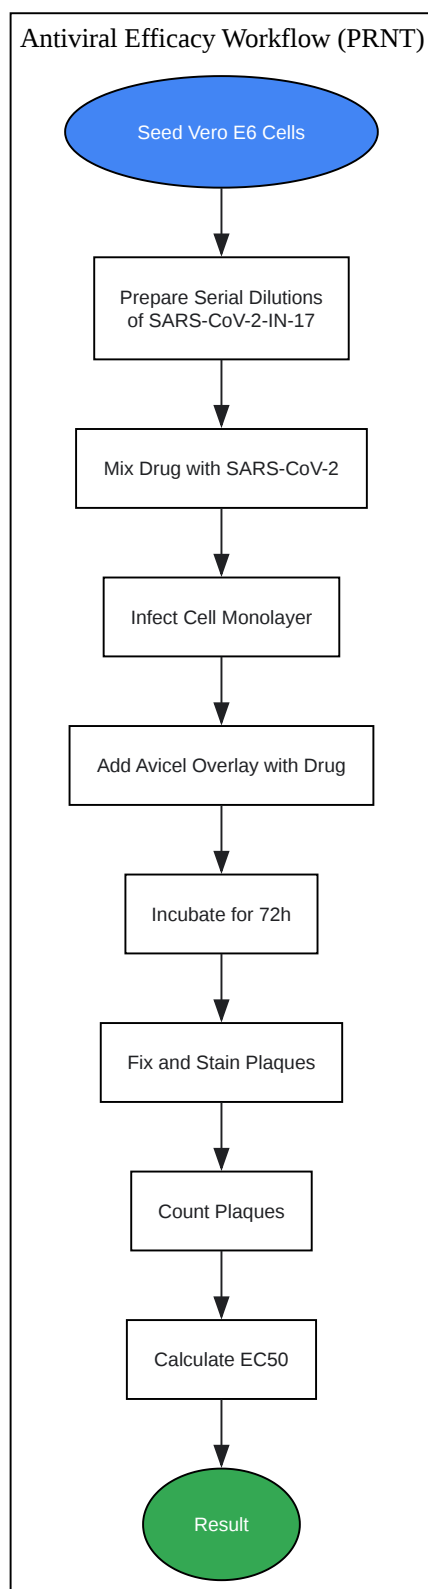 Antiviral Efficacy Workflow (PRNT)
Seed Vero E6 Cells
Prepare Serial Dilutions
of SARS-CoV-2-IN-17
Mix Drug with SARS-CoV-2
Infect Cell Monolayer
Add Avicel Overlay with Drug
Incubate for 72h
Fix and Stain Plaques
Count Plaques
Calculate EC50
Result